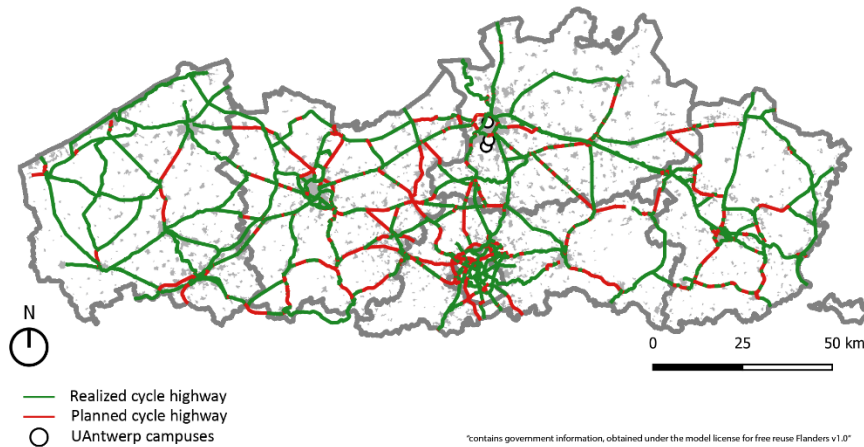 N
0 25 50 km
Realized cycle highway
Planned cycle highway
UAntwerp campuses
"contains government information, obtained under the model license for free reuse Flanders v1.0"